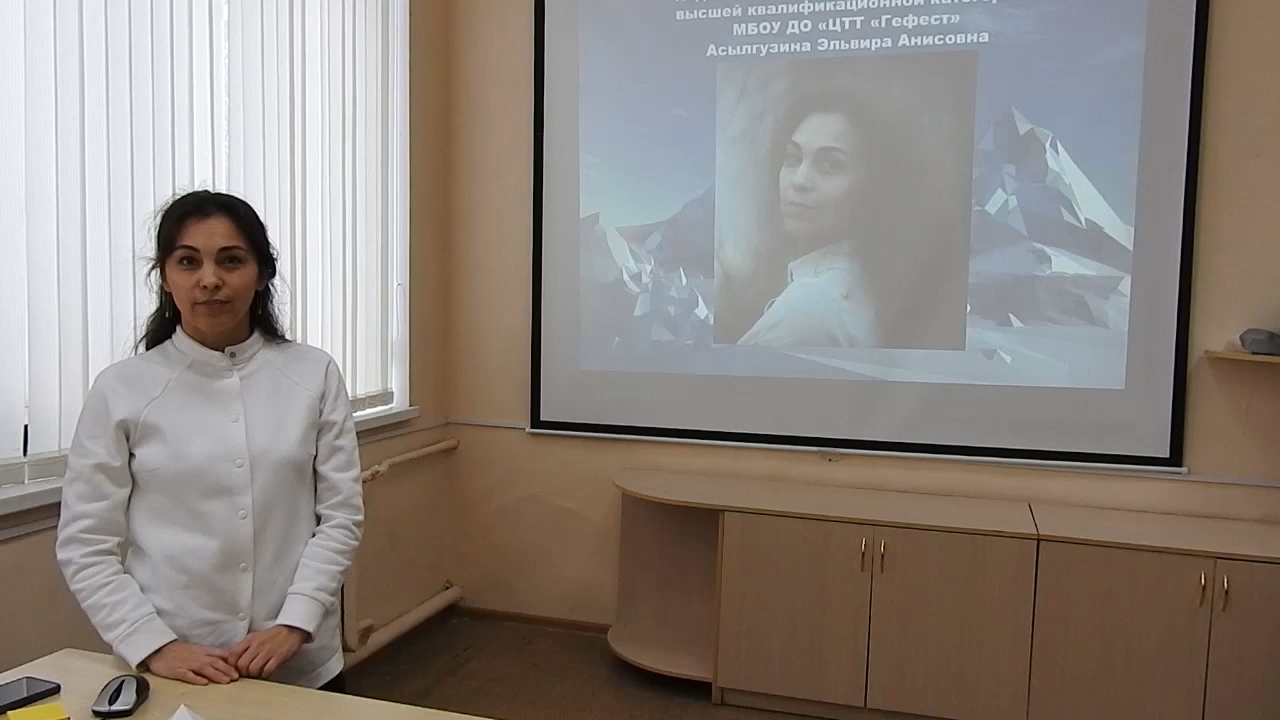 высшей квалификационной
МБОУ ДО «ЦТТ «Гефест»
Асылгузина Эльвира Анисовна